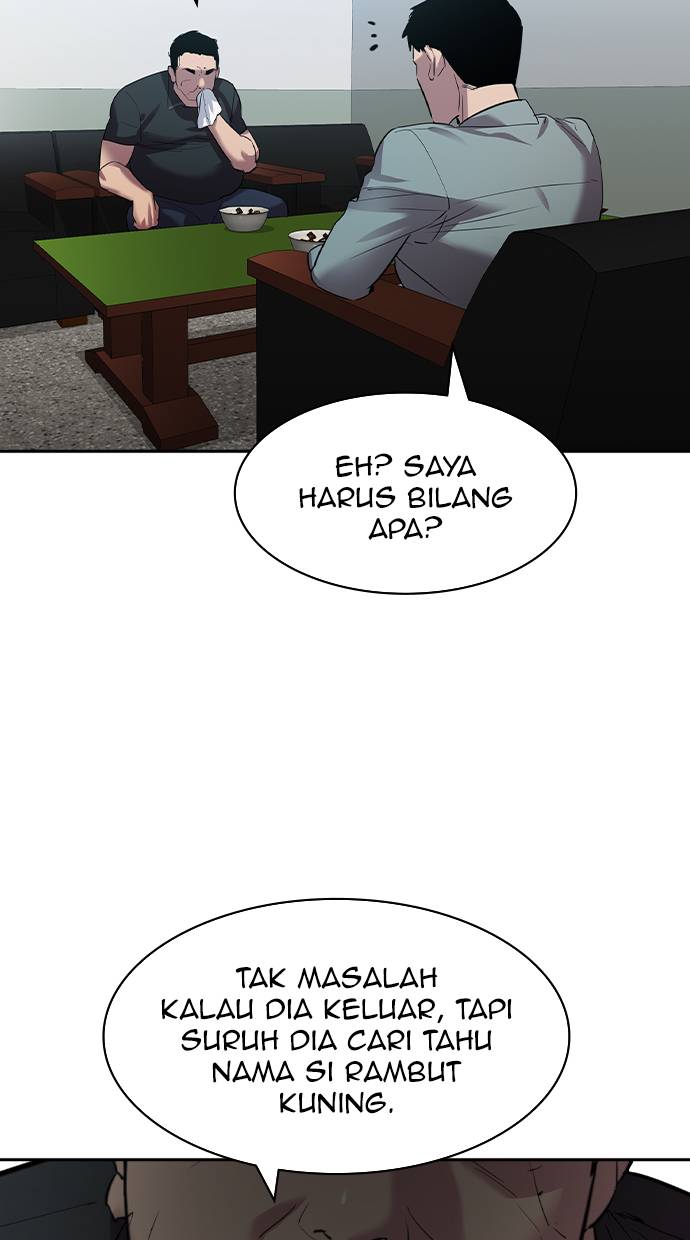 EH? SAYA
HARUS BILANG
APA?
TAK MASALAH
KALAU DIA KELUAR, TAPI
SURUH DIA CARI TAHU
NAMA SI RAMBUT
KUNING.